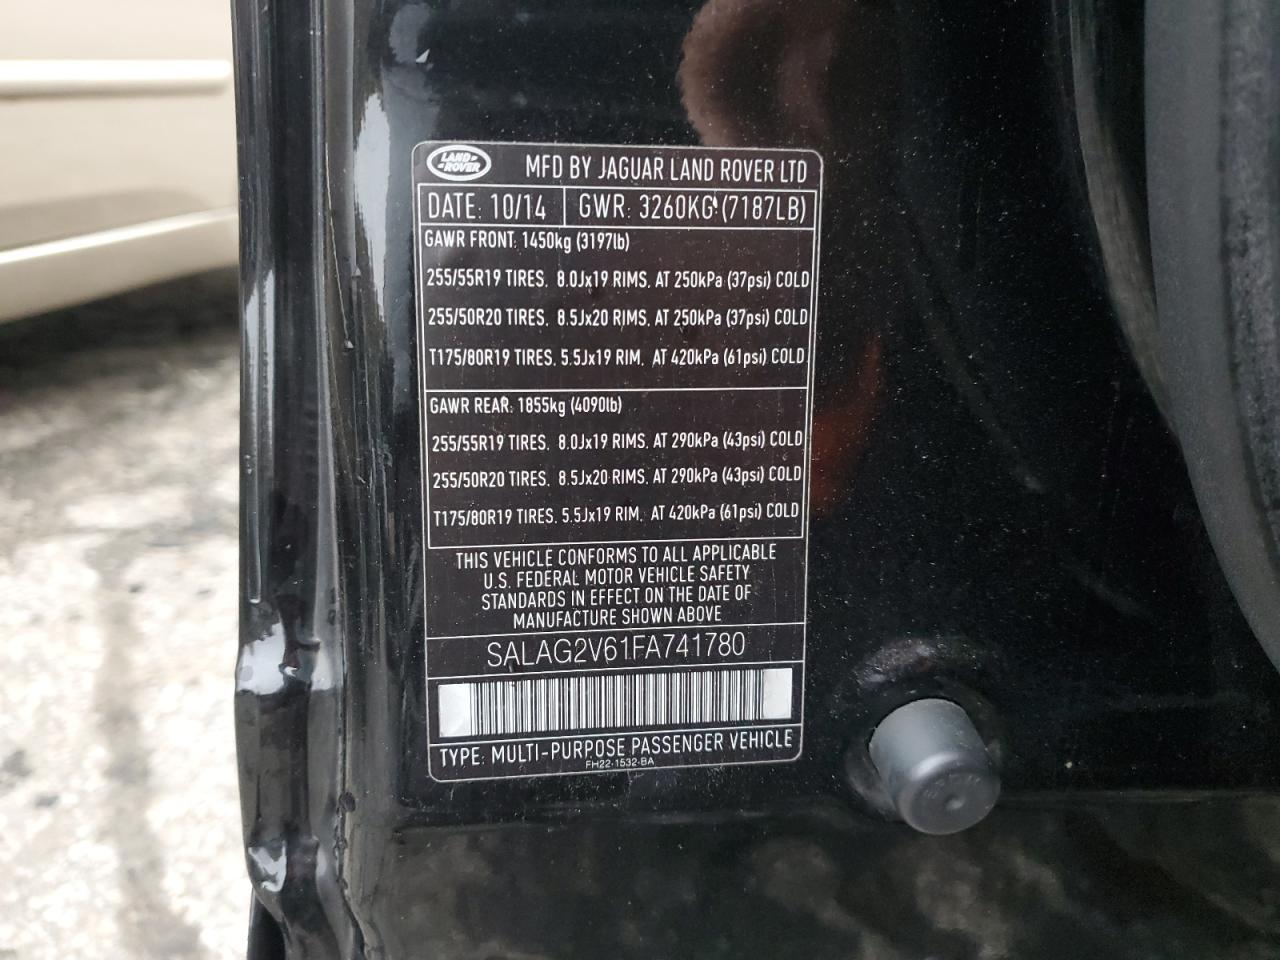 LAND-
-ROVER
MFD BY JAGUAR LAND ROVER LTD
DATE: 10/14 GWR: 3260KG (7187LB)
GAWR FRONT: 1450kg (3197lb)
255/55R19 TIRES. 8.0Jx19 RIMS. AT 250kPa (37psi) COLD
255/50R20 TIRES. 8.5Jx20 RIMS. AT 250kPa (37psi) COLD
T175/80R19 TIRES. 5.5Jx19 RIM. AT 420kPa (61psi) COLD
GAWR REAR: 1855kg (4090lb)
255/55R19 TIRES. 8.0Jx19 RIMS. AT 290kPa (43psi) COLD
255/50R20 TIRES. 8.5Jx20 RIMS. AT 290kPa (43psi) COLD
T175/80R19 TIRES. 5.5Jx19 RIM. AT 420kPa (61psi) COLD
THIS VEHICLE CONFORMS TO ALL APPLICABLE
U.S. FEDERAL MOTOR VEHICLE SAFETY
STANDARDS IN EFFECT ON THE DATE OF
MANUFACTURE SHOWN ABOVE
SALAG2V61FA741780
TYPE: MULTI-PURPOSE PASSENGER VEHICLE
FH22-1532-BA